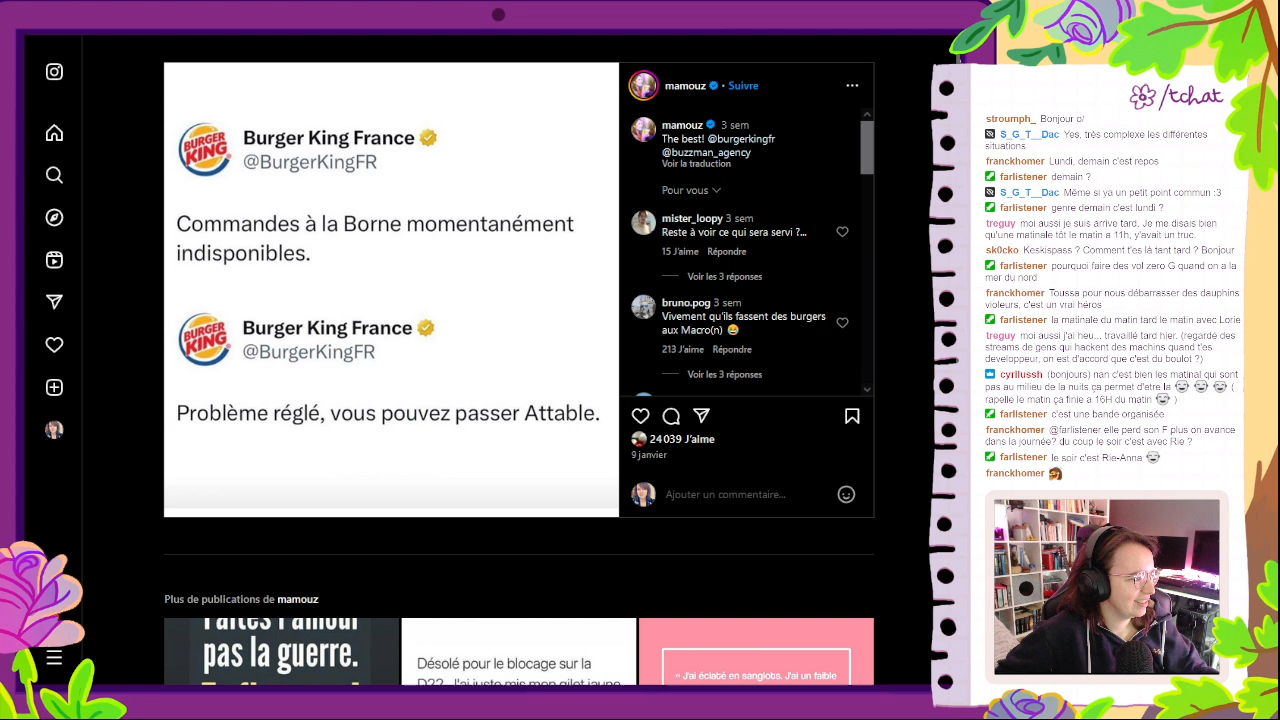 BURGER KING
Burger King France
@BurgerKingFR
Commandes à la Borne momentanément
indisponibles.
BURGER KING
Burger King France
@BurgerKingFR
Problème réglé, vous pouvez passer Attable.
mamouz • Suivre
mamouz 3 sem
The best! @burgerkingfr
@buzzman_agency
Voir la traduction
Pour vous
mister_loopy 3 sem
Reste à voir ce qui sera servi ?...
15 J'aime Répondre
Voir les 3 réponses
bruno.pog 3 sem
Vivement qu'ils fassent des burgers
aux Macro(n) 😅
213 J'aime Répondre
Voir les 3 réponses
24 039 J'aime
9 janvier
Ajouter un commentaire...
Plus de publications de mamouz
Faites l'amour
pas la guerre.
Désolé pour le blocage sur la
D22. J'ai juste mis mon gilet jaune
" J'ai éclaté en sanglots. J'ai un faible
/tchat
stroumph_ Bonjour o/
S_G_T__Dac Yes, très complexe les différentes
situations
franckhomer Lundi, demain c'est repos
farlistener demain ?
S_G_T__Dac Même si ya un petit point commun :3
farlistener genre demain c'est lundi ?
treguy moi aussi je suis arrivé tard. Je me disais bien
qu'une matinale tôt le matin à 11h, y'avait un truc.
sk0cko Keskispass ? Comment t'es là tant tard ? Bonjour
farlistener pourquoi faire des vol zero G quand on a la
mer du nord
franckhomer Toussa pour nous débarrasser des dauphins
violeurs, c'est un vrai héros
farlistener la matinale du matin tard le matin avec Lorie
treguy moi aussi j'ai heu... travaillé tard hier. (regardé des
streams de gens qui hackent des machins quand t'es
developpeur, on est d'accord que c'est du boulot ?)
cyrilussh (bonjours) nan c'est bien les matinal qui sont
pas au milieu de la nuits ça permet d'etre la (
rapelle le matin ça finie a 16H du matin )
farlistener c'est une bande organisée
franckhomer @farlistener elle perd son F plus on avance
dans la journée? du coup le soir c'est avec Rie ?
farlistener le soir c'est Rie-Anna
franckhomer